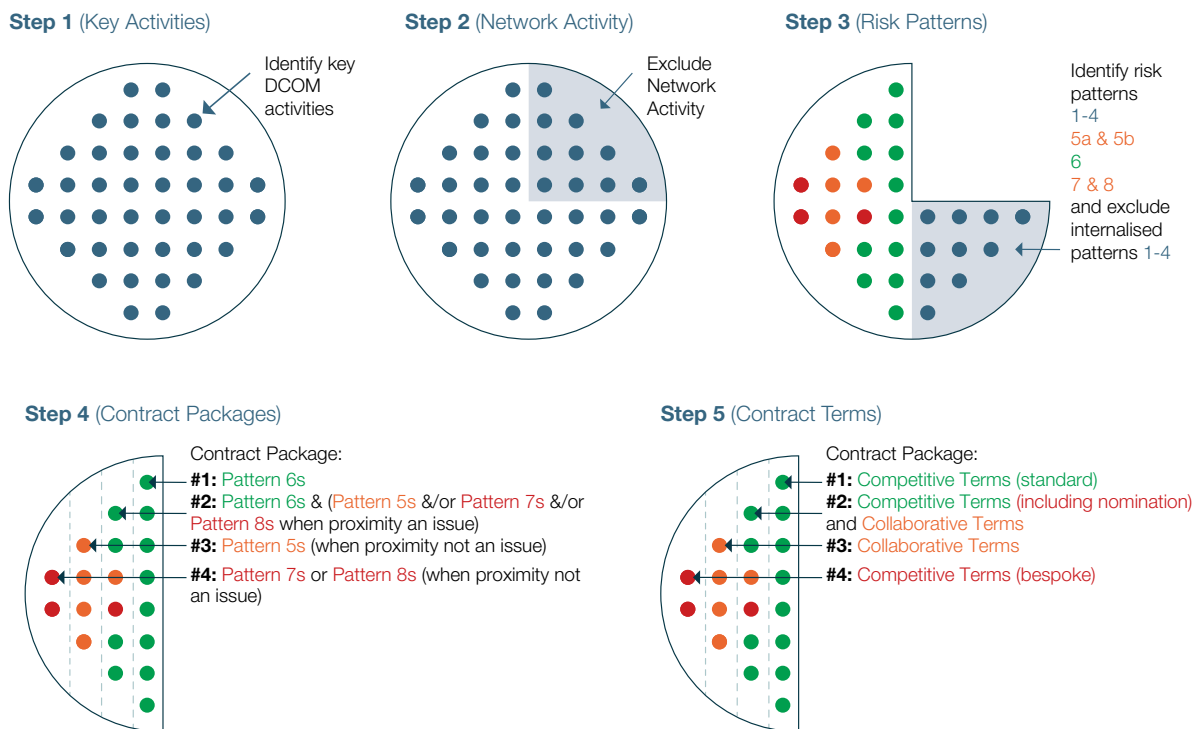 Step 1 (Key Activities)
Identify key
DCOM
activities
Step 2 (Network Activity)
Exclude
Network
Activity
Step 3 (Risk Patterns)
Identify risk
patterns
1-4
5a & 5b
6
7 & 8
and exclude
internalised
patterns 1-4
Step 4 (Contract Packages)
Contract Package:
#1: Pattern 6s
#2: Pattern 6s & (Pattern 5s &/or Pattern 7s &/or
Pattern 8s when proximity an issue)
#3: Pattern 5s (when proximity not an issue)
#4: Pattern 7s or Pattern 8s (when proximity not
an issue)
Step 5 (Contract Terms)
Contract Package:
#1: Competitive Terms (standard)
#2: Competitive Terms (including nomination)
and Collaborative Terms
#3: Collaborative Terms
#4: Competitive Terms (bespoke)